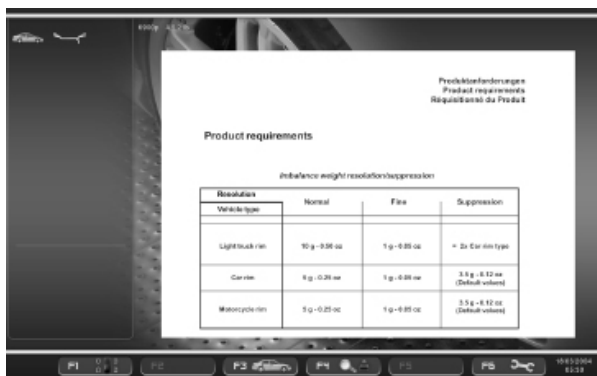 Produktanforderungen
Product requirements
Réquisitionné du Produit
Product requirements
Imbalance weight resolution/suppression
Resolution
Vehicle type
Normal
Fine
Suppression
Light truck rim
10 g - 0.50 oz
1 g - 0.05 oz
= 2x Car rim type
Car rim
5 g - 0.25 oz
1 g - 0.05 oz
3.5 g - 0.12 oz
(Default values)
Motorcycle rim
5 g - 0.25 oz
1 g - 0.05 oz
3.5 g - 0.12 oz
(Default values)
F1
F2
F3
F4
F5
F6